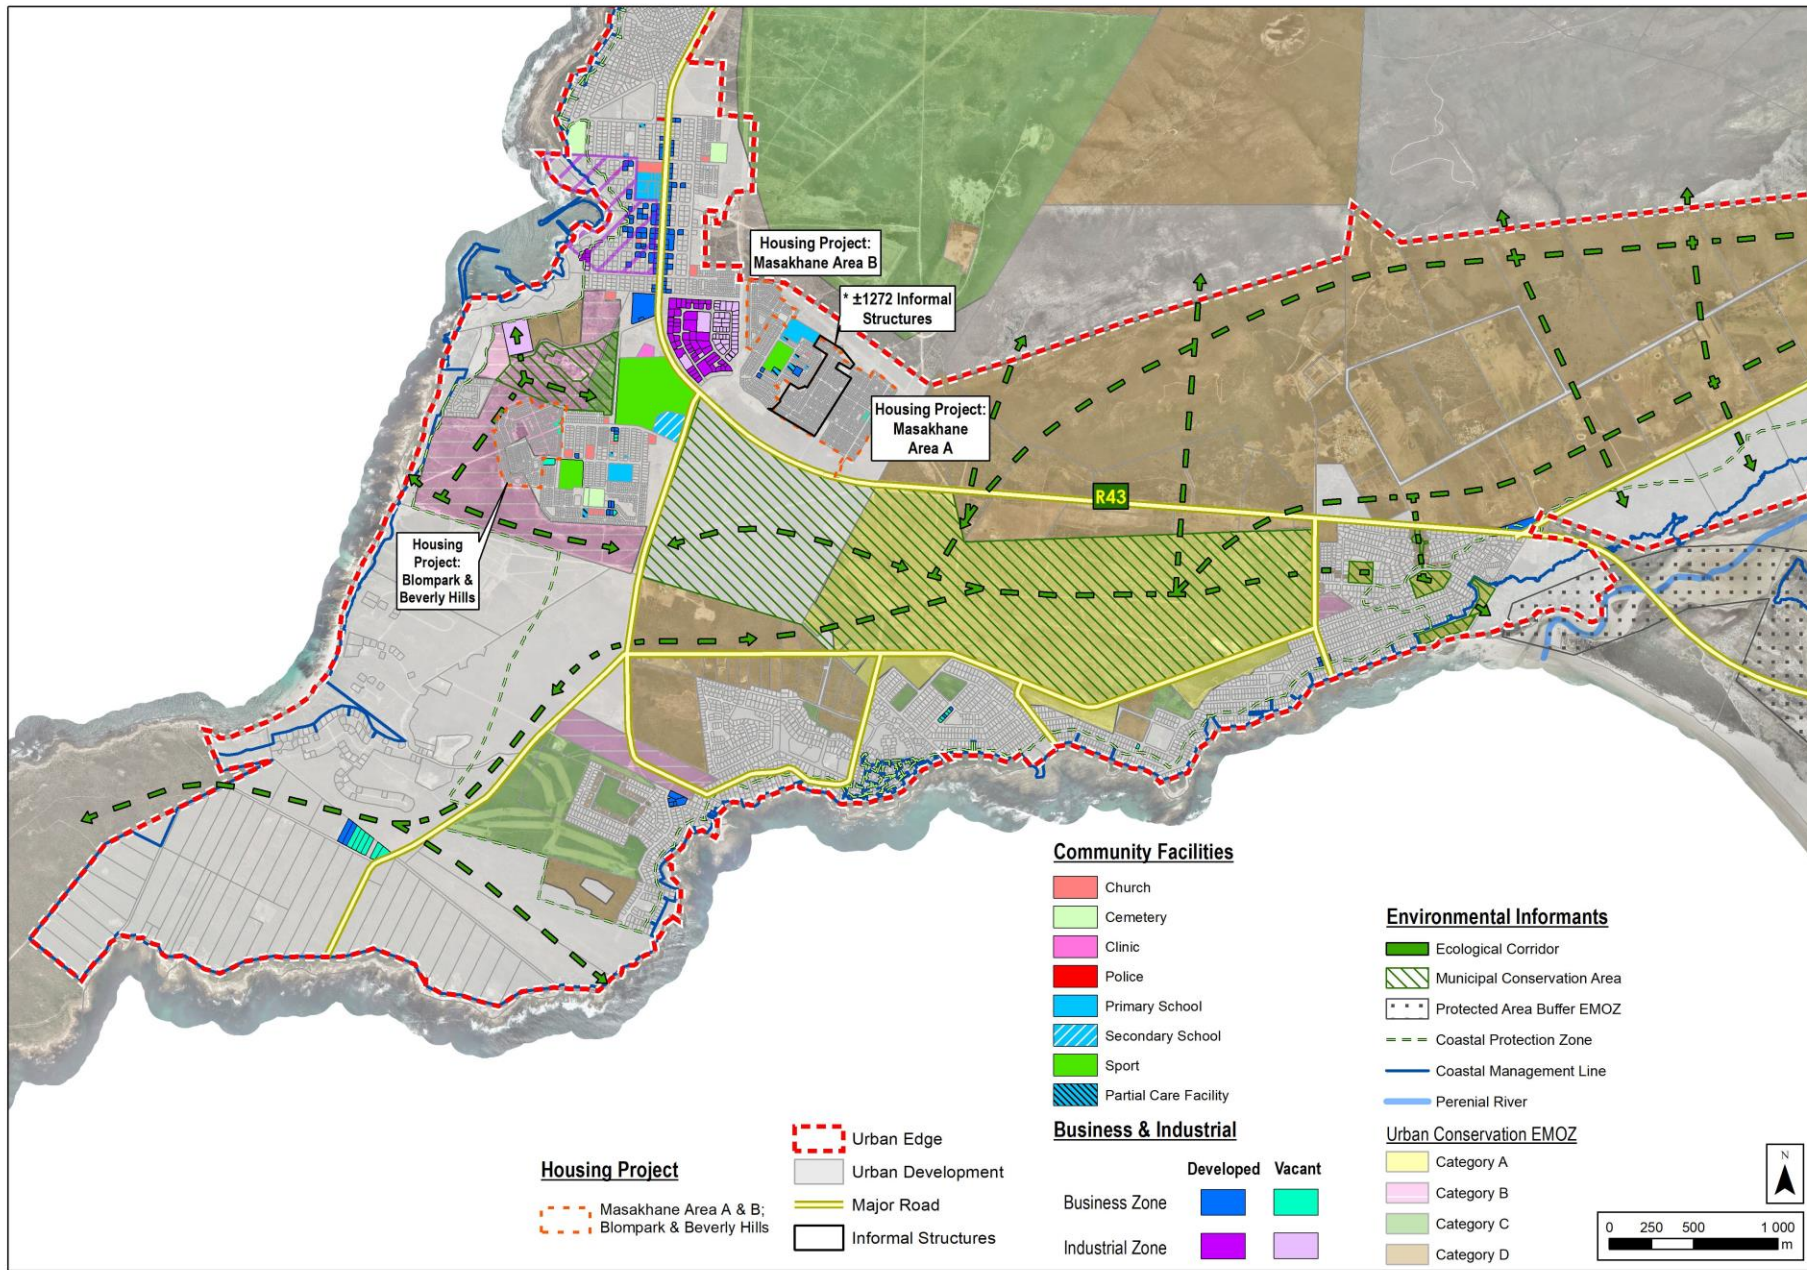 Housing Project:
Masakhane Area B
* ±1272 Informal
Structures
Housing Project:
Masakhane
Area A
R43
Housing
Project:
Blompark &
Beverly Hills
Community Facilities
Church
Cemetery
Clinic
Police
Primary School
Secondary School
Sport
Partial Care Facility
Business & Industrial
Developed Vacant
Business Zone
Industrial Zone
Environmental Informants
Ecological Corridor
Municipal Conservation Area
Protected Area Buffer EMOZ
Coastal Protection Zone
Coastal Management Line
Perenial River
Urban Conservation EMOZ
Category A
Category B
Category C
Category D
Housing Project
Masakhane Area A & B;
Blompark & Beverly Hills
Urban Edge
Urban Development
Major Road
Informal Structures
N
0 250 500 1 000
m